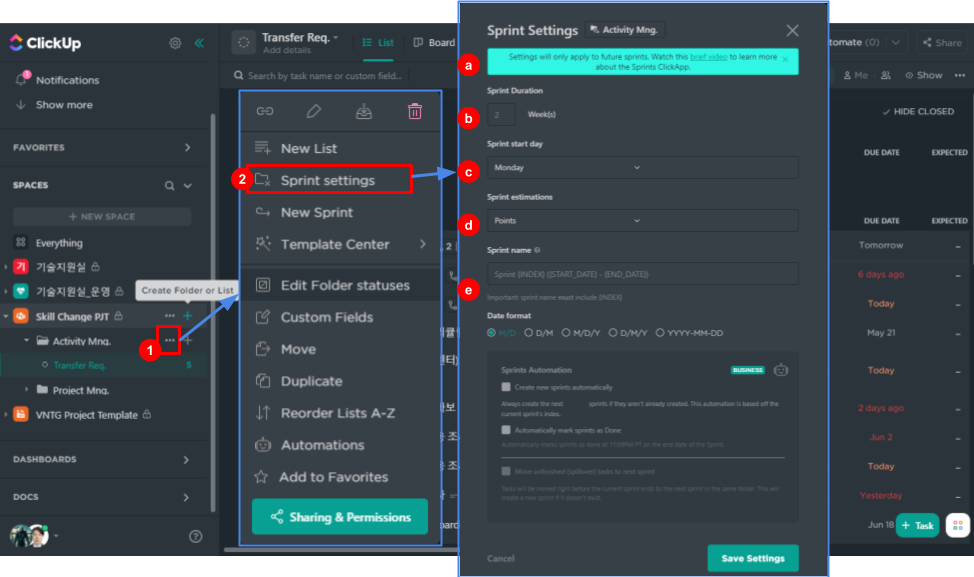 ClickUp
Notifications
3
Show more
FAVORITES
SPACES
+ NEW SPACE
Everything
기 기술지원실
기술지원실_운영
Create Folder or List
Skill Change PJT
Activity Mng.
1
Transfer Req. 5
Project Mng.
VNTG Project Template
DASHBOARDS
DOCS
Transfer Req.
Add details
List
Board
Search by task name or custom field...
New List
2 Sprint settings
New Sprint
Template Center
Edit Folder statuses
Custom Fields
Move
Duplicate
Reorder Lists A-Z
Automations
Add to Favorites
Sharing & Permissions
Sprint Settings
Activity Mng.
a
Settings will only apply to future sprints. Watch this brief video to learn more
about the Sprints ClickApp.
Sprint Duration
b 2 Week(s)
Sprint start day
c Monday
Sprint estimations
d Points
Sprint name
Sprint {INDEX} ({START_DATE} - {END_DATE})
e
Important: sprint name must include {INDEX}
Date format
M/D D/M M/D/Y D/M/Y YYYY-MM-DD
Sprints Automation BUSINESS
Create new sprints automatically
Always create the next sprints if they aren't already created. This automation is based off the
current sprint's index.
Automatically mark sprints as Done
Automatically marks sprints as done at 11:59PM PT on the end date of the Sprint.
Move unfinished (spillover) tasks to next sprint
Tasks will be moved right before the current sprint ends to the next sprint in the same folder. This will
create a new sprint if it doesn't exist.
Cancel
Save Settings
tomate (0)
Share
Me
Show
HIDE CLOSED
DUE DATE EXPECTED
DUE DATE EXPECTED
Tomorrow –
6 days ago –
Today –
May 21 –
Today –
2 days ago –
Jun 2 –
Today –
Yesterday –
Jun 18
+ Task